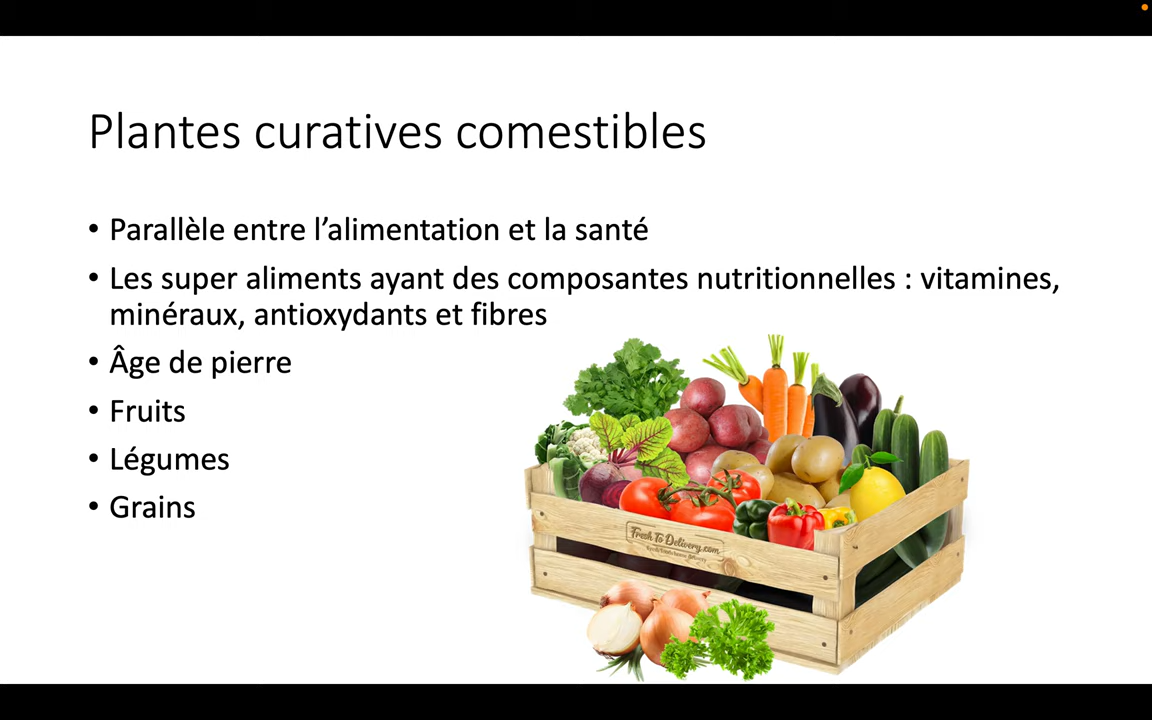 Plantes curatives comestibles
• Parallèle entre l’alimentation et la santé
• Les super aliments ayant des composantes nutritionnelles : vitamines,
minéraux, antioxydants et fibres
• Âge de pierre
• Fruits
• Légumes
• Grains
Fresh To Delivery.com